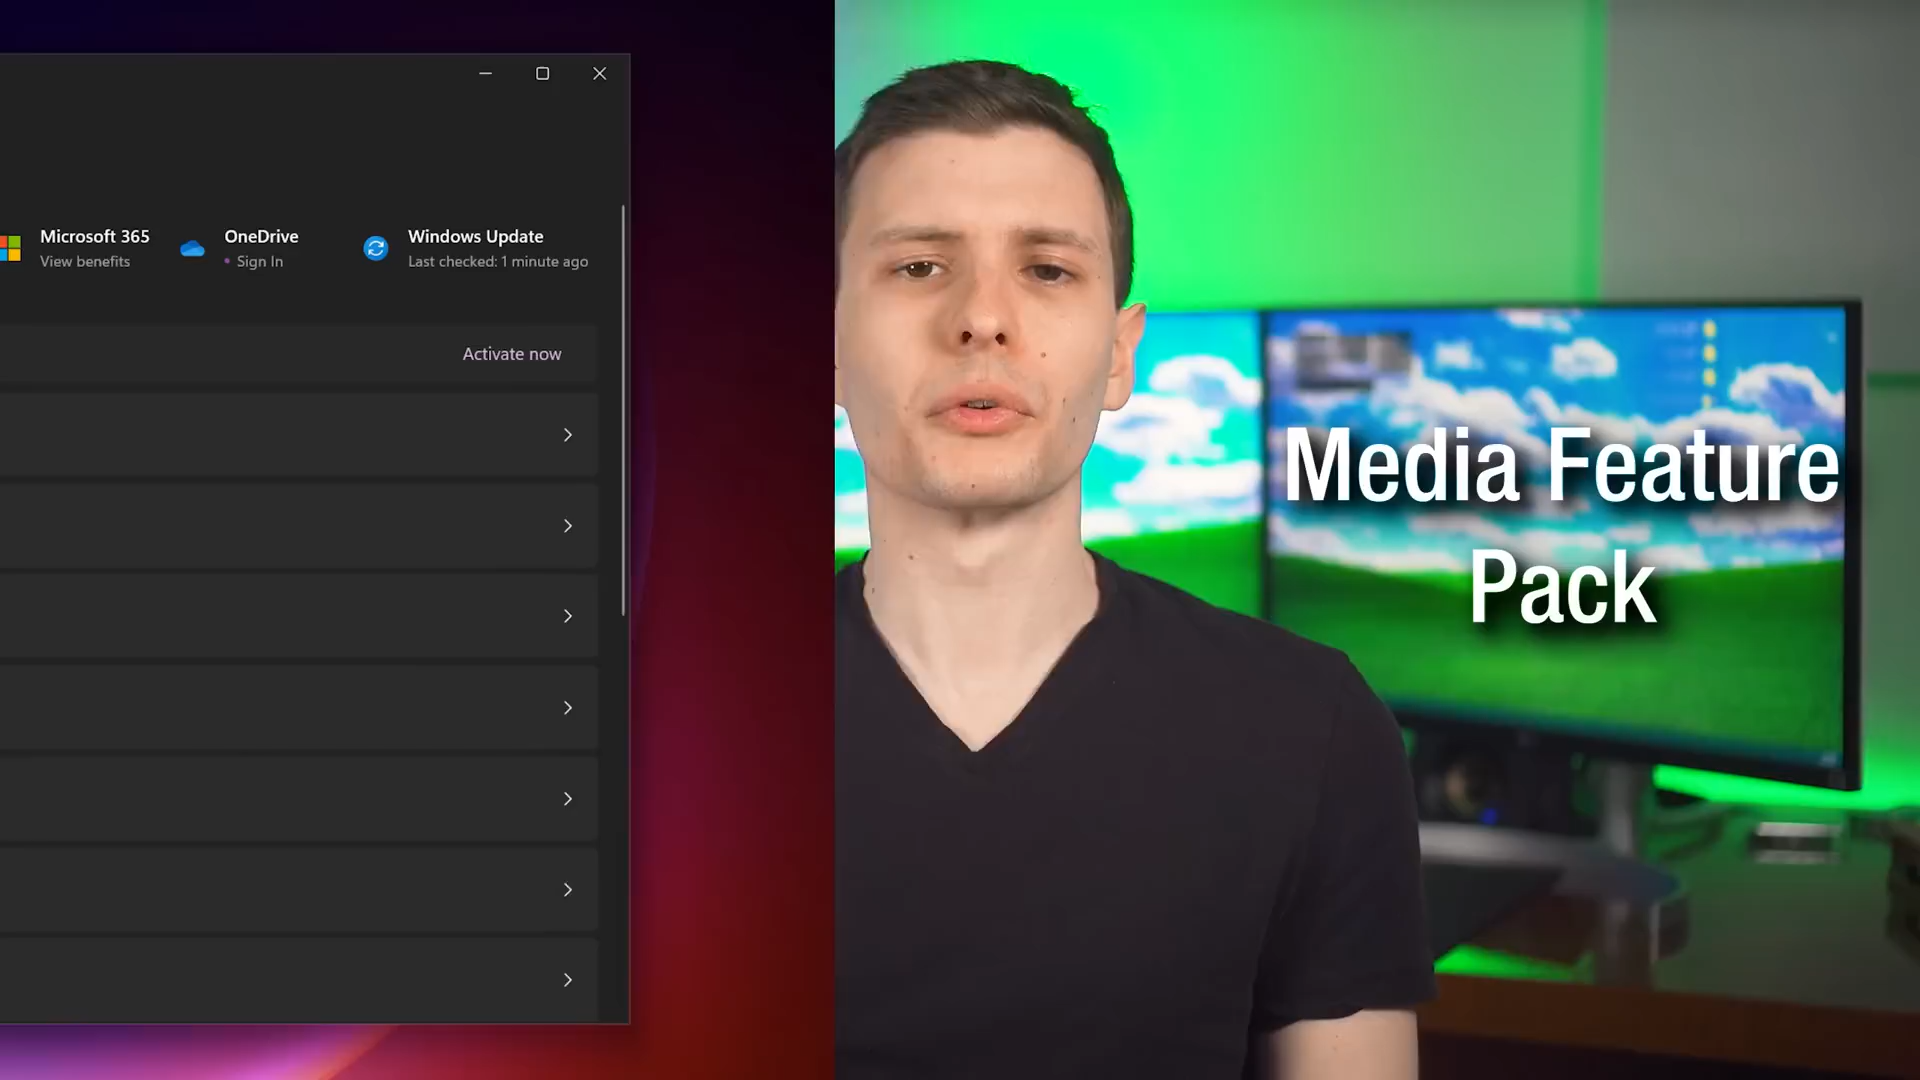 Microsoft 365
View benefits
OneDrive
• Sign In
Windows Update
Last checked: 1 minute ago
Activate now
Media Feature
Pack